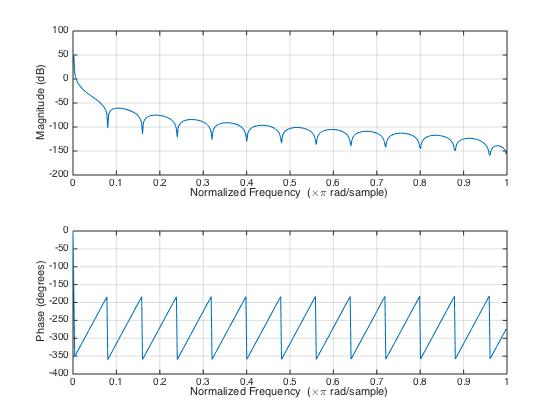 100
50
0
-50
-100
-150
-200
Magnitude (dB)
0 0.1 0.2 0.3 0.4 0.5 0.6 0.7 0.8 0.9 1
Normalized Frequency (×π rad/sample)
0
-50
-100
-150
-200
-250
-300
-350
-400
Phase (degrees)
0 0.1 0.2 0.3 0.4 0.5 0.6 0.7 0.8 0.9 1
Normalized Frequency (×π rad/sample)